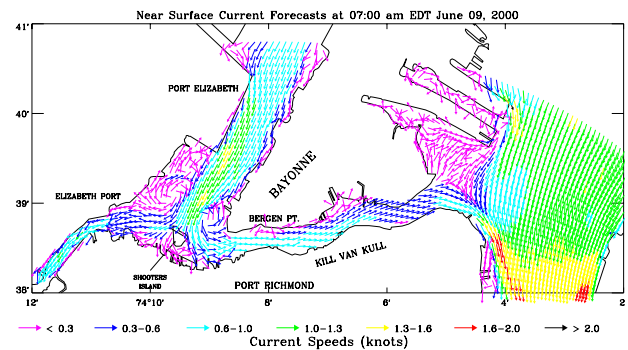 Near Surface Current Forecasts at 07:00 am EDT June 09, 2000
41'
PORT ELIZABETH
40'
BAYONNE
ELIZABETH PORT
39'
BERGEN PT.
KILL VAN KULL
SHOOTERS
ISLAND
PORT RICHMOND
38'
12' 74°10' 8' 6' 4' 2
< 0.3 0.3-0.6 0.6-1.0 1.0-1.3 1.3-1.6 1.6-2.0 > 2.0
Current Speeds (knots)